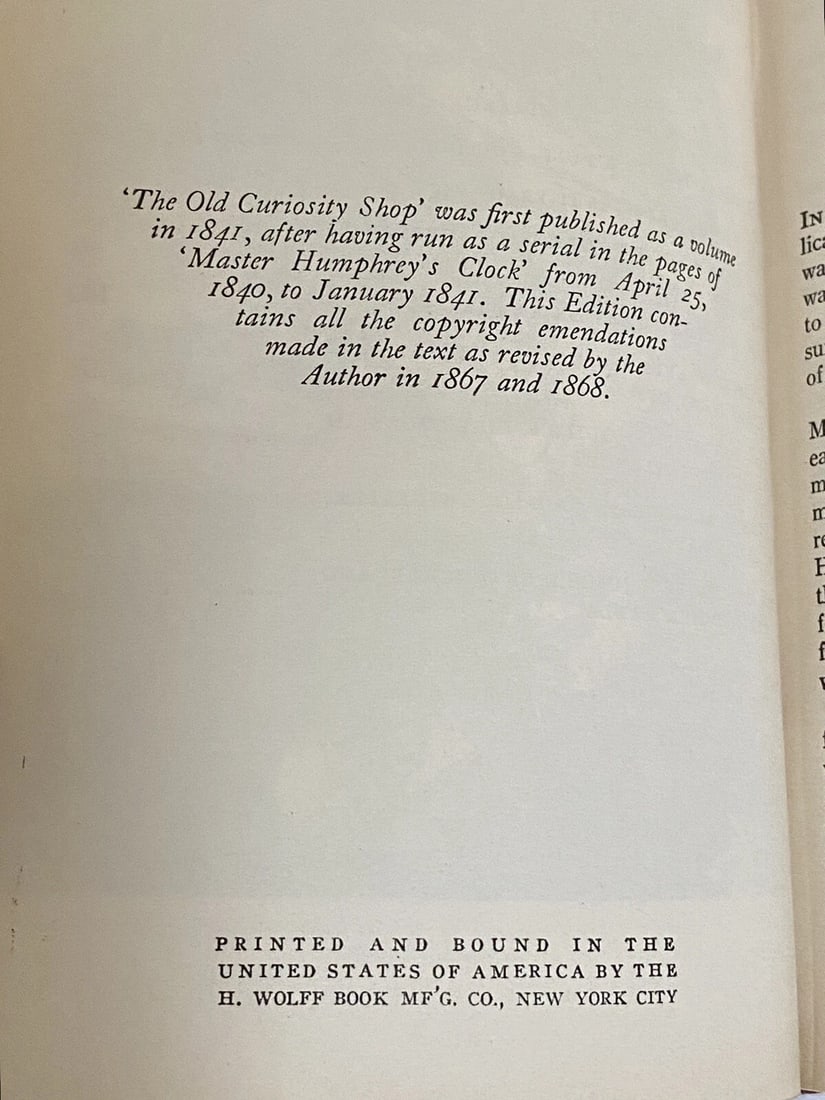 ‘The Old Curiosity Shop’ was first published as a volume
in 1841, after having run as a serial in the pages of
‘Master Humphrey's Clock’ from April 25,
1840, to January 1841. This Edition con-
tains all the copyright emendations
made in the text as revised by the
Author in 1867 and 1868.
PRINTED AND BOUND IN THE
UNITED STATES OF AMERICA BY THE
H. WOLFF BOOK MF'G. CO., NEW YORK CITY
IN
to
of